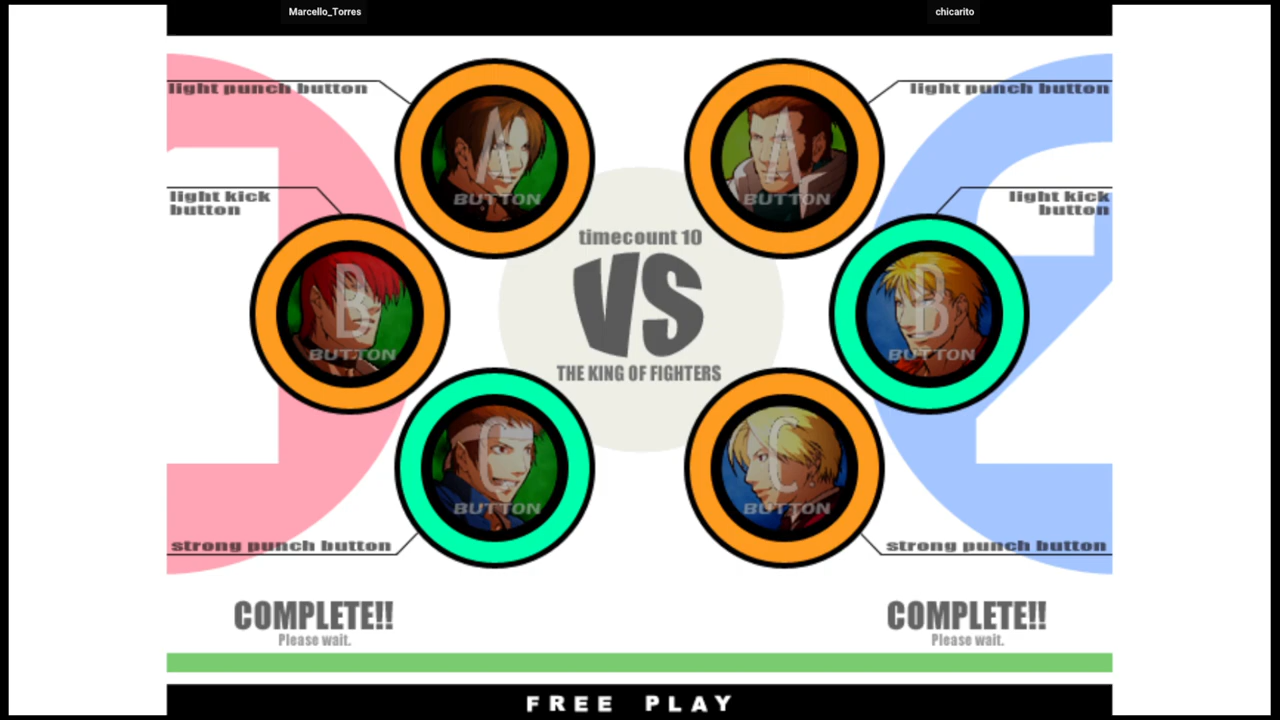 Marcello_Torres
chicarito
light punch button
light punch button
A
BUTTON
A
BUTTON
light kick
button
light kick
button
timecount 10
VS
THE KING OF FIGHTERS
B
BUTTON
B
BUTTON
C
BUTTON
C
BUTTON
strong punch button
strong punch button
1
2
COMPLETE!!
Please wait.
COMPLETE!!
Please wait.
FREE PLAY